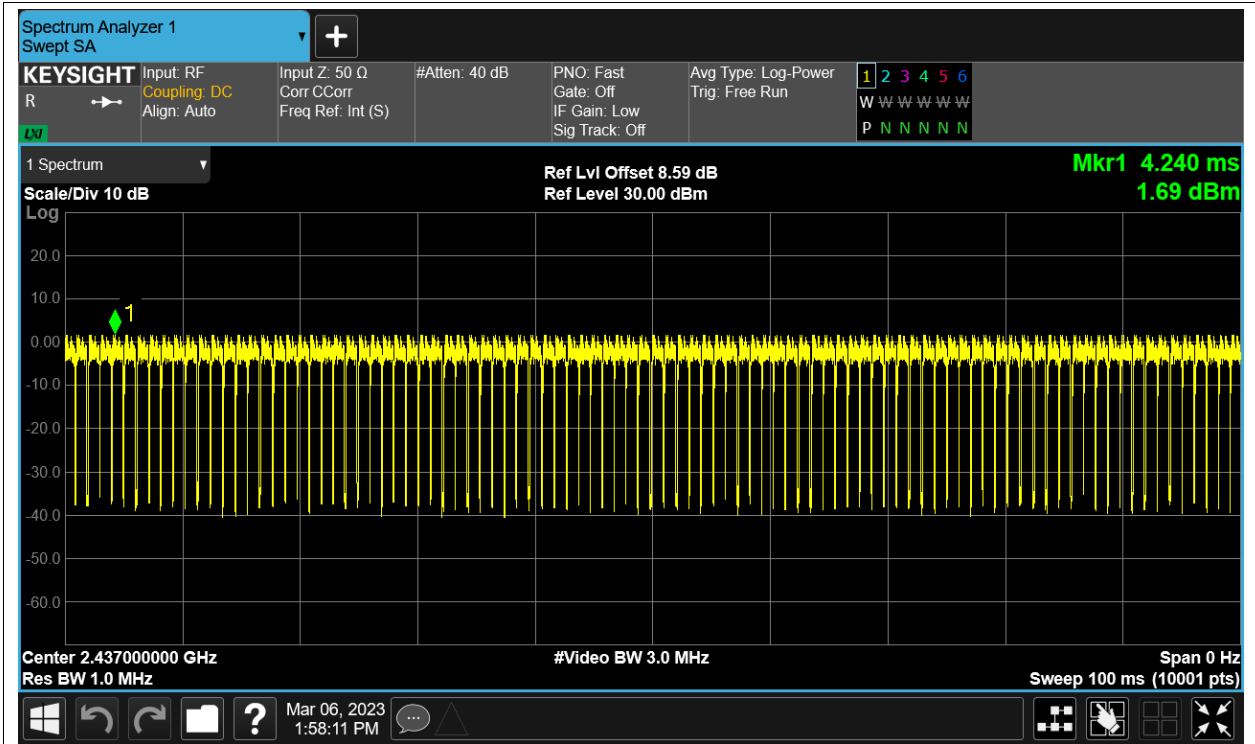 Spectrum Analyzer 1
Swept SA
KEYSIGHT
R
LXI
Input: RF
Coupling: DC
Align: Auto
Input Z: 50 Ω
Corr CCorr
Freq Ref: Int (S)
#Atten: 40 dB
PNO: Fast
Gate: Off
IF Gain: Low
Sig Track: Off
Avg Type: Log-Power
Trig: Free Run
1 2 3 4 5 6
W W W W W W
P N N N N N
1 Spectrum
Scale/Div 10 dB
Ref Lvl Offset 8.59 dB
Ref Level 30.00 dBm
Mkr1 4.240 ms
1.69 dBm
Log
20.0
10.0
1
0.00
-10.0
-20.0
-30.0
-40.0
-50.0
-60.0
Center 2.437000000 GHz
Res BW 1.0 MHz
#Video BW 3.0 MHz
Span 0 Hz
Sweep 100 ms (10001 pts)
?
Mar 06, 2023
1:58:11 PM